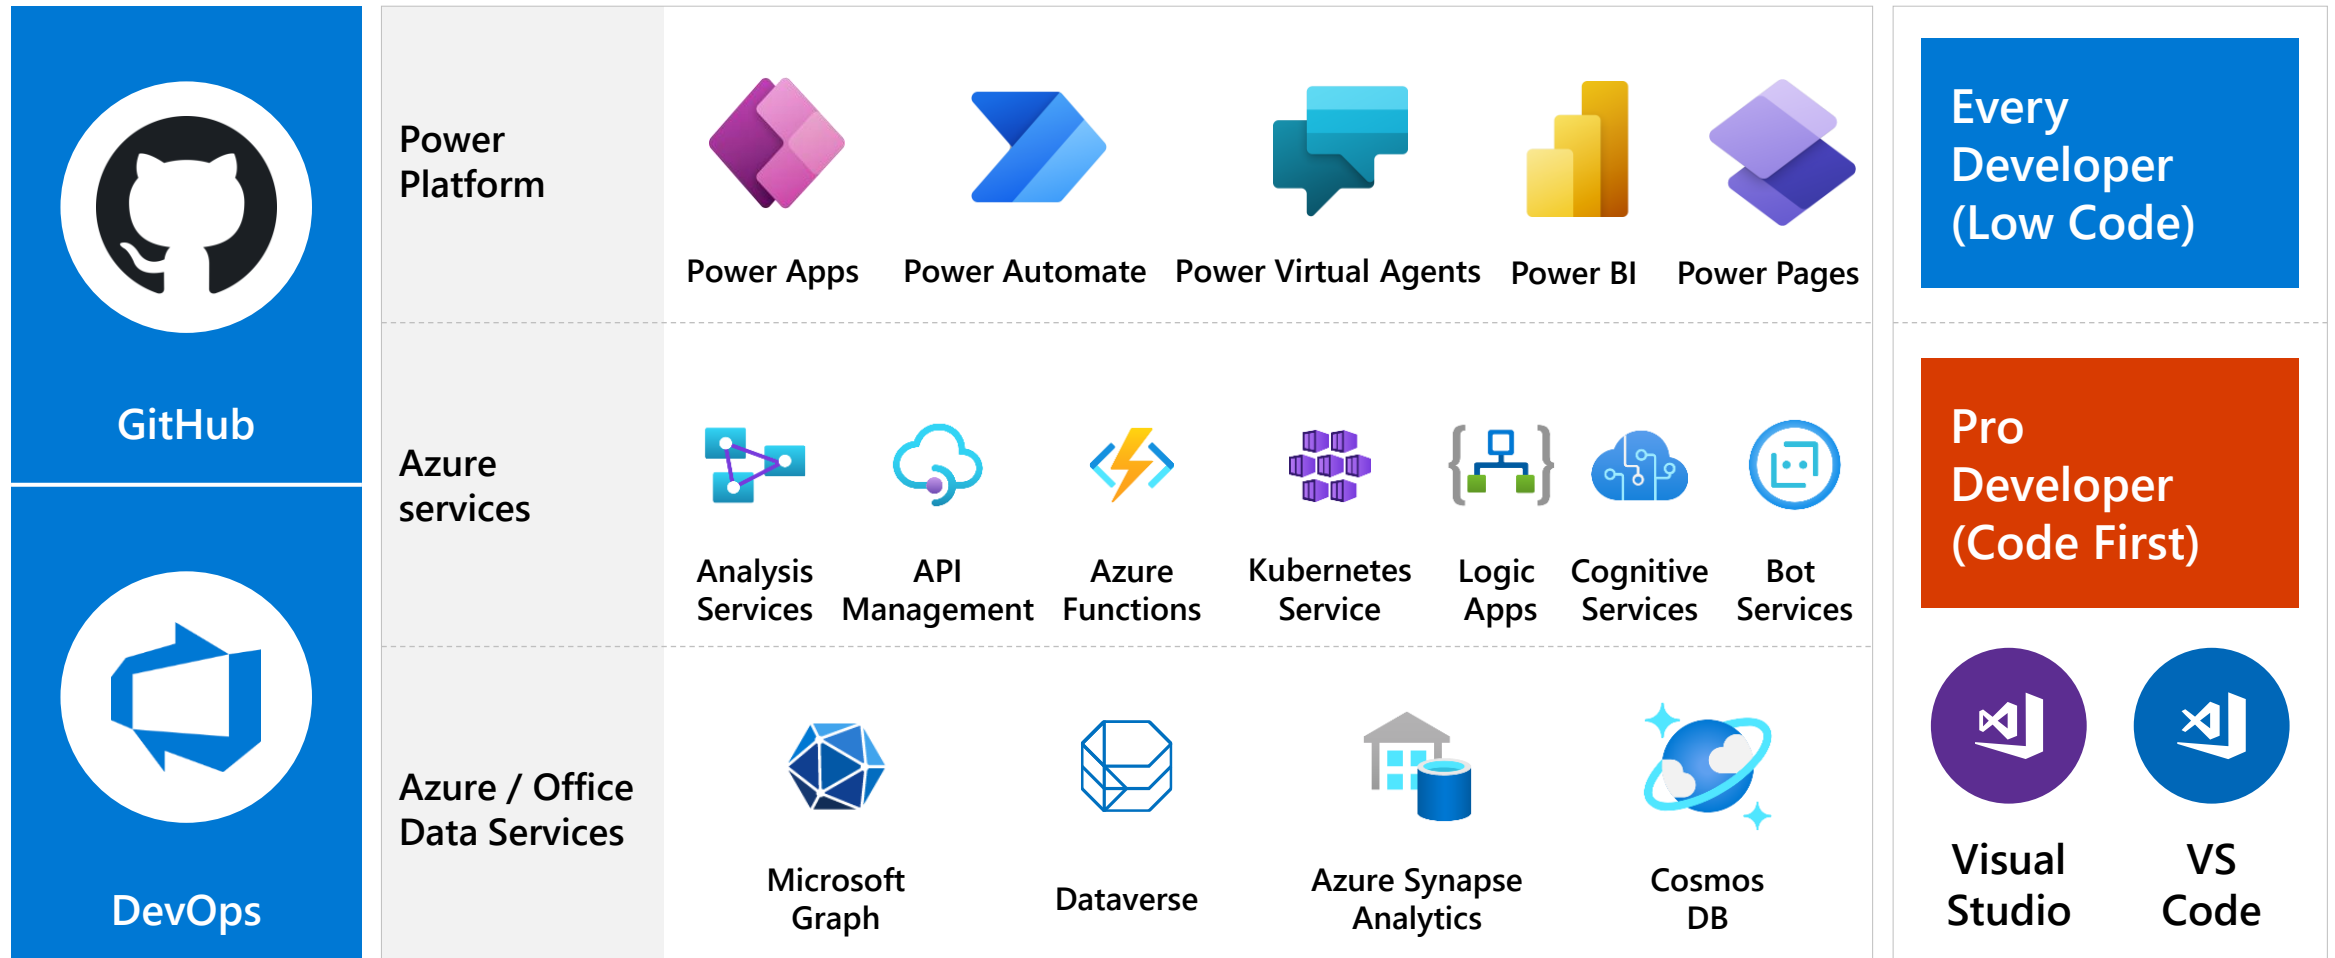 GitHub
DevOps
Power
Platform
Power Apps
Power Automate
Power Virtual Agents
Power BI
Power Pages
Azure
services
Analysis
Services
API
Management
Azure
Functions
Kubernetes
Service
Logic
Apps
Cognitive
Services
Bot
Services
Azure / Office
Data Services
Microsoft
Graph
Dataverse
Azure Synapse
Analytics
Cosmos
DB
Every
Developer
(Low Code)
Pro
Developer
(Code First)
Visual
Studio
VS
Code